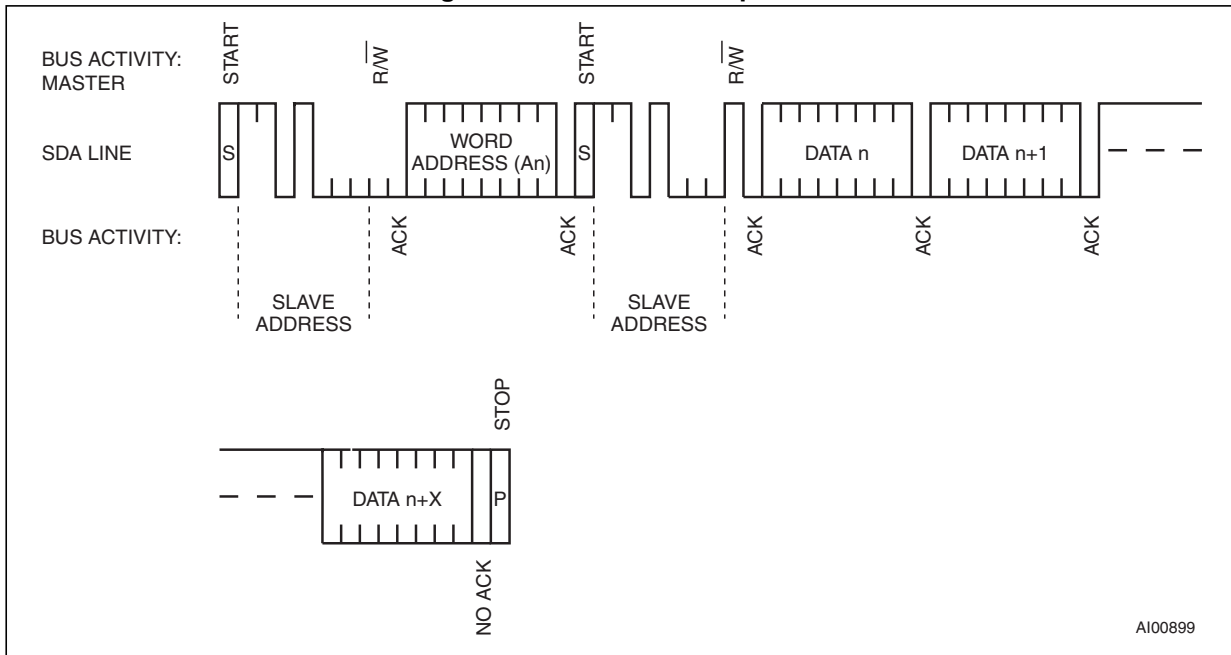 START
R/W
START
R/W
BUS ACTIVITY:
MASTER
SDA LINE
S
WORD
ADDRESS (An)
S
DATA n
DATA n+1
BUS ACTIVITY:
ACK
ACK
ACK
ACK
ACK
SLAVE
ADDRESS
SLAVE
ADDRESS
STOP
DATA n+X
P
NO ACK
AI00899